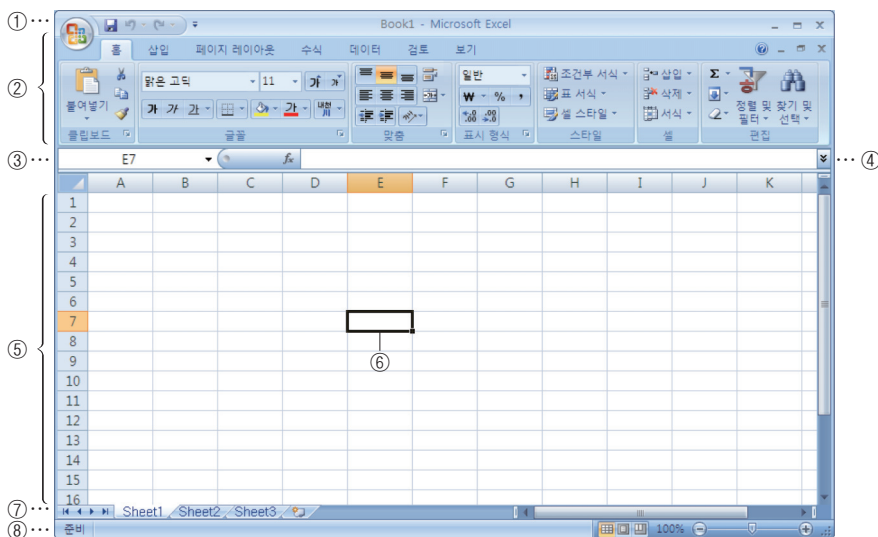 ① ··· Book1 - Microsoft Excel
홈 삽입 페이지 레이아웃 수식 데이터 검토 보기
②
붙여넣기
클립보드
맑은 고딕 11 가 가
가 가 가 가 내천 川
글꼴
맞춤
일반
₩ % ,
표시 형식
조건부 서식
표 서식
셀 스타일
스타일
삽입
삭제
서식
셀
Σ
정렬 및 필터
찾기 및 선택
편집
③ ··· E7 fx ··· ④
A B C D E F G H I J K
1
2
3
4
5
6
7
8
⑤
⑥
9
10
11
12
13
14
15
16
⑦ ··· Sheet1 Sheet2 Sheet3
⑧ ··· 준비 100%